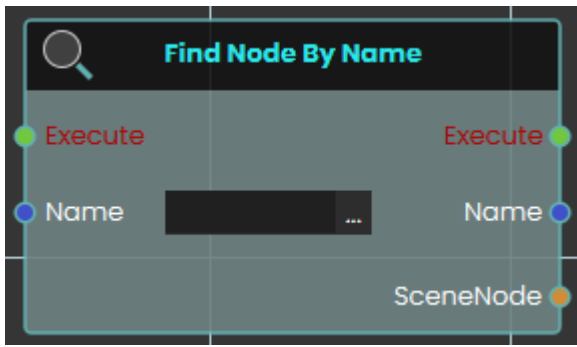 Find Node By Name
Execute Execute
Name ... Name
SceneNode